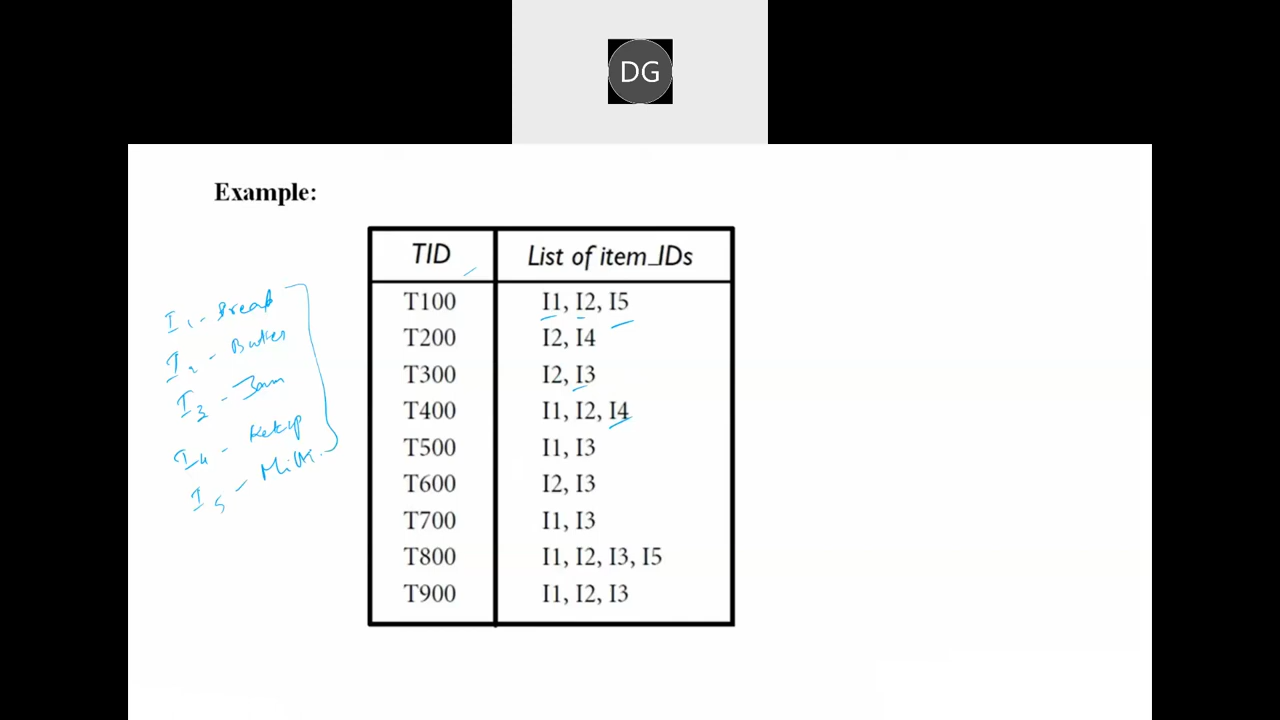 DG
Example:
TID List of item_IDs
T100 I1, I2, I5
T200 I2, I4
T300 I2, I3
T400 I1, I2, I4
T500 I1, I3
T600 I2, I3
T700 I1, I3
T800 I1, I2, I3, I5
T900 I1, I2, I3
I1 - Bread
I2 - Butter
I3 - Jam
I4 - Ketup
I5 - Milk